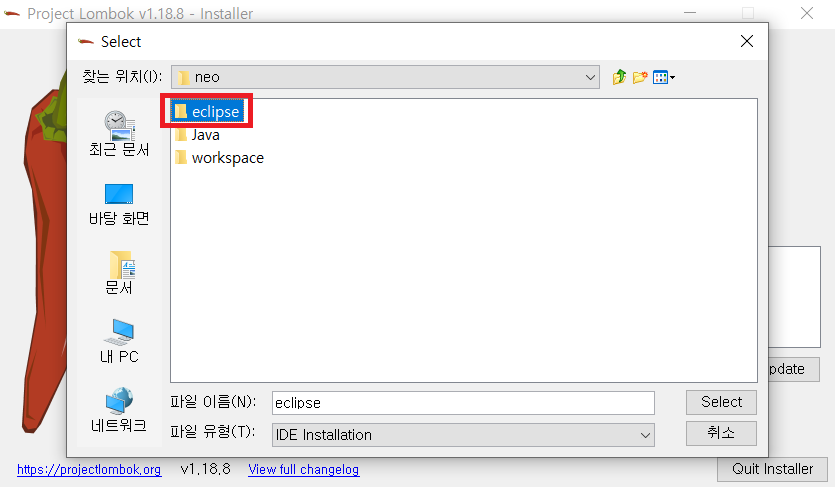 Project Lombok v1.18.8 - Installer
Select
찾는 위치(I):
neo
eclipse
Java
workspace
최근 문서
바탕 화면
문서
내 PC
네트워크
파일 이름(N):
eclipse
Select
파일 유형(T):
IDE Installation
취소
pdate
https://projectlombok.org
v1.18.8
View full changelog
Quit Installer